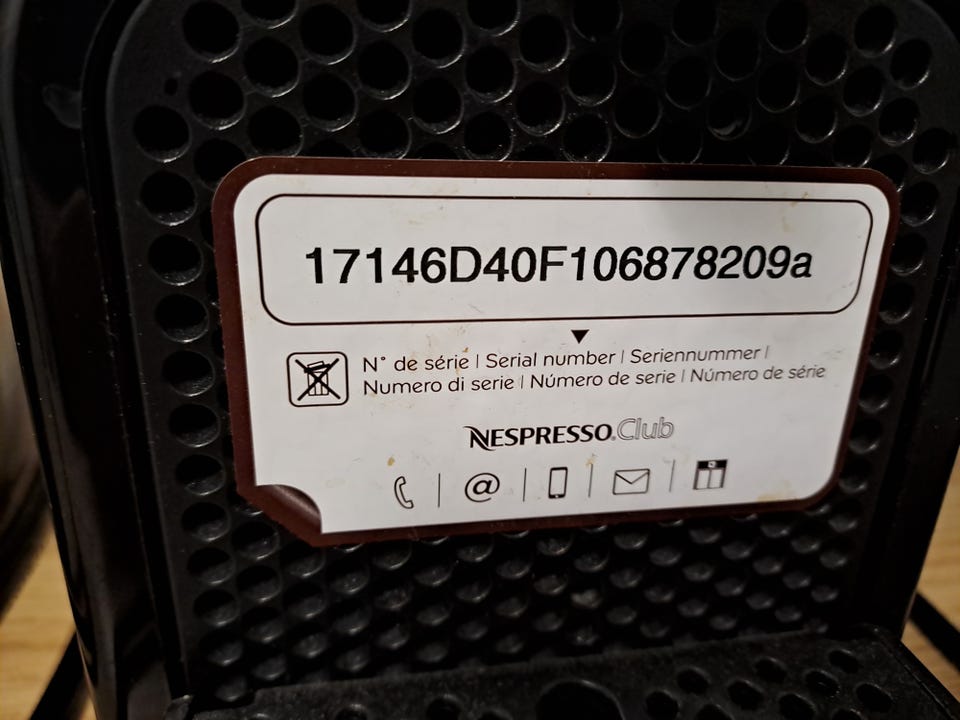 17146D40F106878209a
N° de série | Serial number | Seriennummer |
Numero di serie | Número de serie | Número de série
NESPRESSO. Club
@